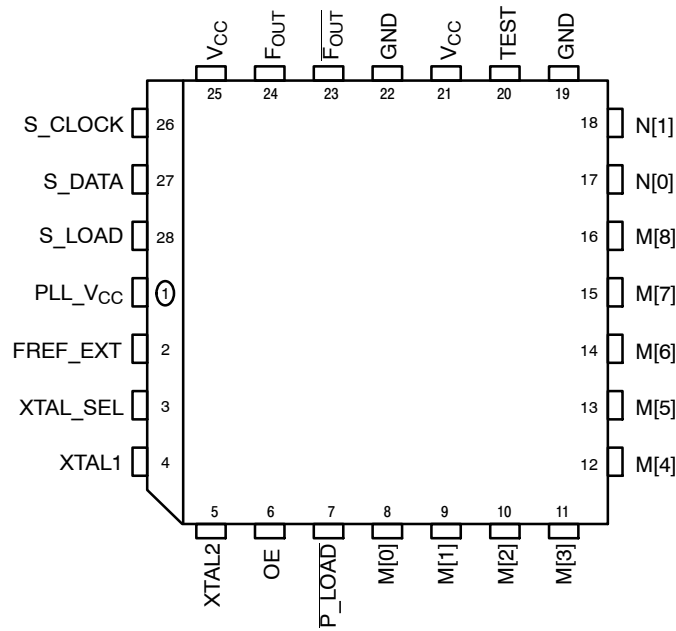 VCC
FOUT
FOUT
GND
VCC
TEST
GND
25
24
23
22
21
20
19
S_CLOCK 26
S_DATA 27
S_LOAD 28
PLL_VCC 1
FREF_EXT 2
XTAL_SEL 3
XTAL1 4
18 N[1]
17 N[0]
16 M[8]
15 M[7]
14 M[6]
13 M[5]
12 M[4]
5
6
7
8
9
10
11
XTAL2
OE
P_LOAD
M[0]
M[1]
M[2]
M[3]